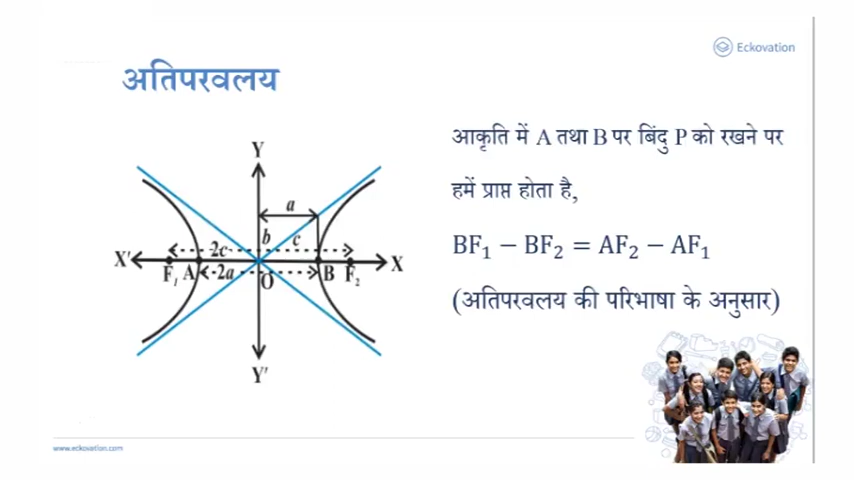 Eckovation
अतिपरवलय
आकृति में A तथा B पर बिंदु P को रखने पर
हमें प्राप्त होता है,
BF₁ − BF₂ = AF₂ − AF₁
(अतिपरवलय की परिभाषा के अनुसार)
Y
a
b
c
2c
X′
X
F₁
A
-2a
O
B
F₂
Y′
www.eckovation.com